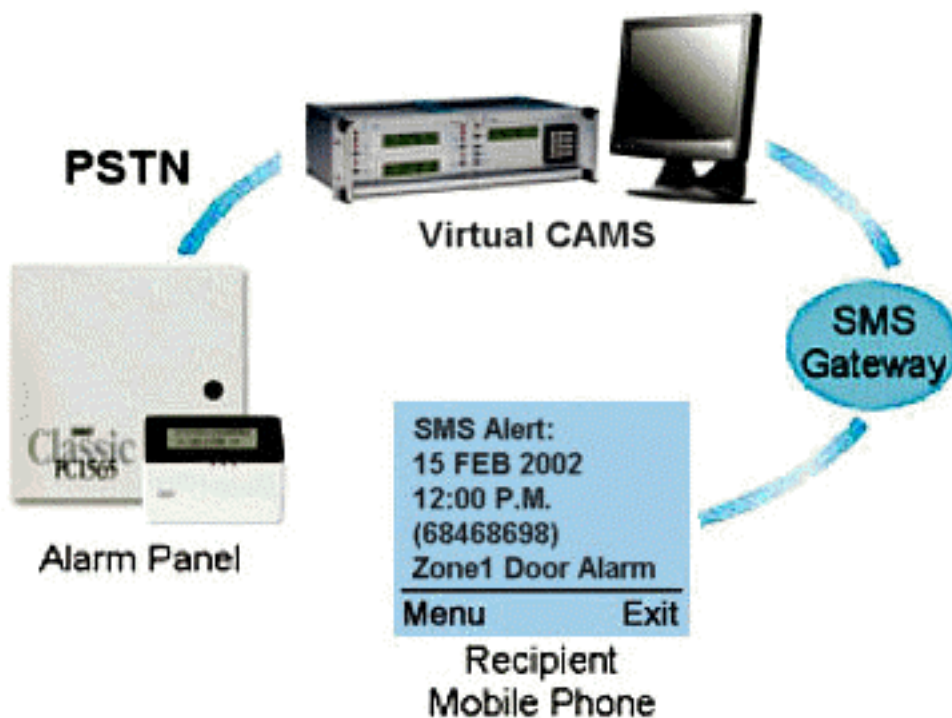 PSTN
Virtual CAMS
SMS
Gateway
Classic
PC1565
Alarm Panel
SMS Alert:
15 FEB 2002
12:00 P.M.
(68468698)
Zone1 Door Alarm
Menu Exit
Recipient
Mobile Phone